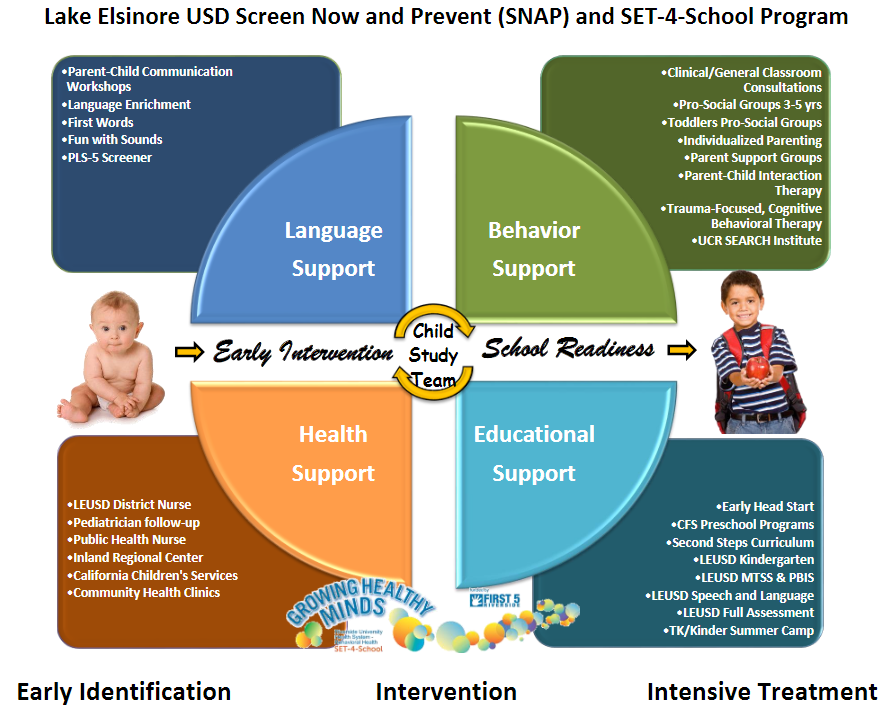 Lake Elsinore USD Screen Now and Prevent (SNAP) and SET-4-School Program
•Parent-Child Communication
Workshops
•Language Enrichment
•First Words
•Fun with Sounds
•PLS-5 Screener
•Clinical/General Classroom
Consultations
•Pro-Social Groups 3-5 yrs
•Toddlers Pro-Social Groups
•Individualized Parenting
•Parent Support Groups
•Parent-Child Interaction
Therapy
•Trauma-Focused, Cognitive
Behavioral Therapy
•UCR SEARCH Institute
Language
Support
Behavior
Support
Early Intervention
Child
Study
Team
School Readiness
Health
Support
Educational
Support
•LEUSD District Nurse
•Pediatrician follow-up
•Public Health Nurse
•Inland Regional Center
•California Children's Services
•Community Health Clinics
•Early Head Start
•CFS Preschool Programs
•Second Steps Curriculum
•LEUSD Kindergarten
•LEUSD MTSS & PBIS
•LEUSD Speech and Language
•LEUSD Full Assessment
•TK/Kinder Summer Camp
GROWING HEALTHY
MINDS
University
Health System -
Health
SET-4-School
FIRST 5
RIVERSIDE
Early Identification
Intervention
Intensive Treatment